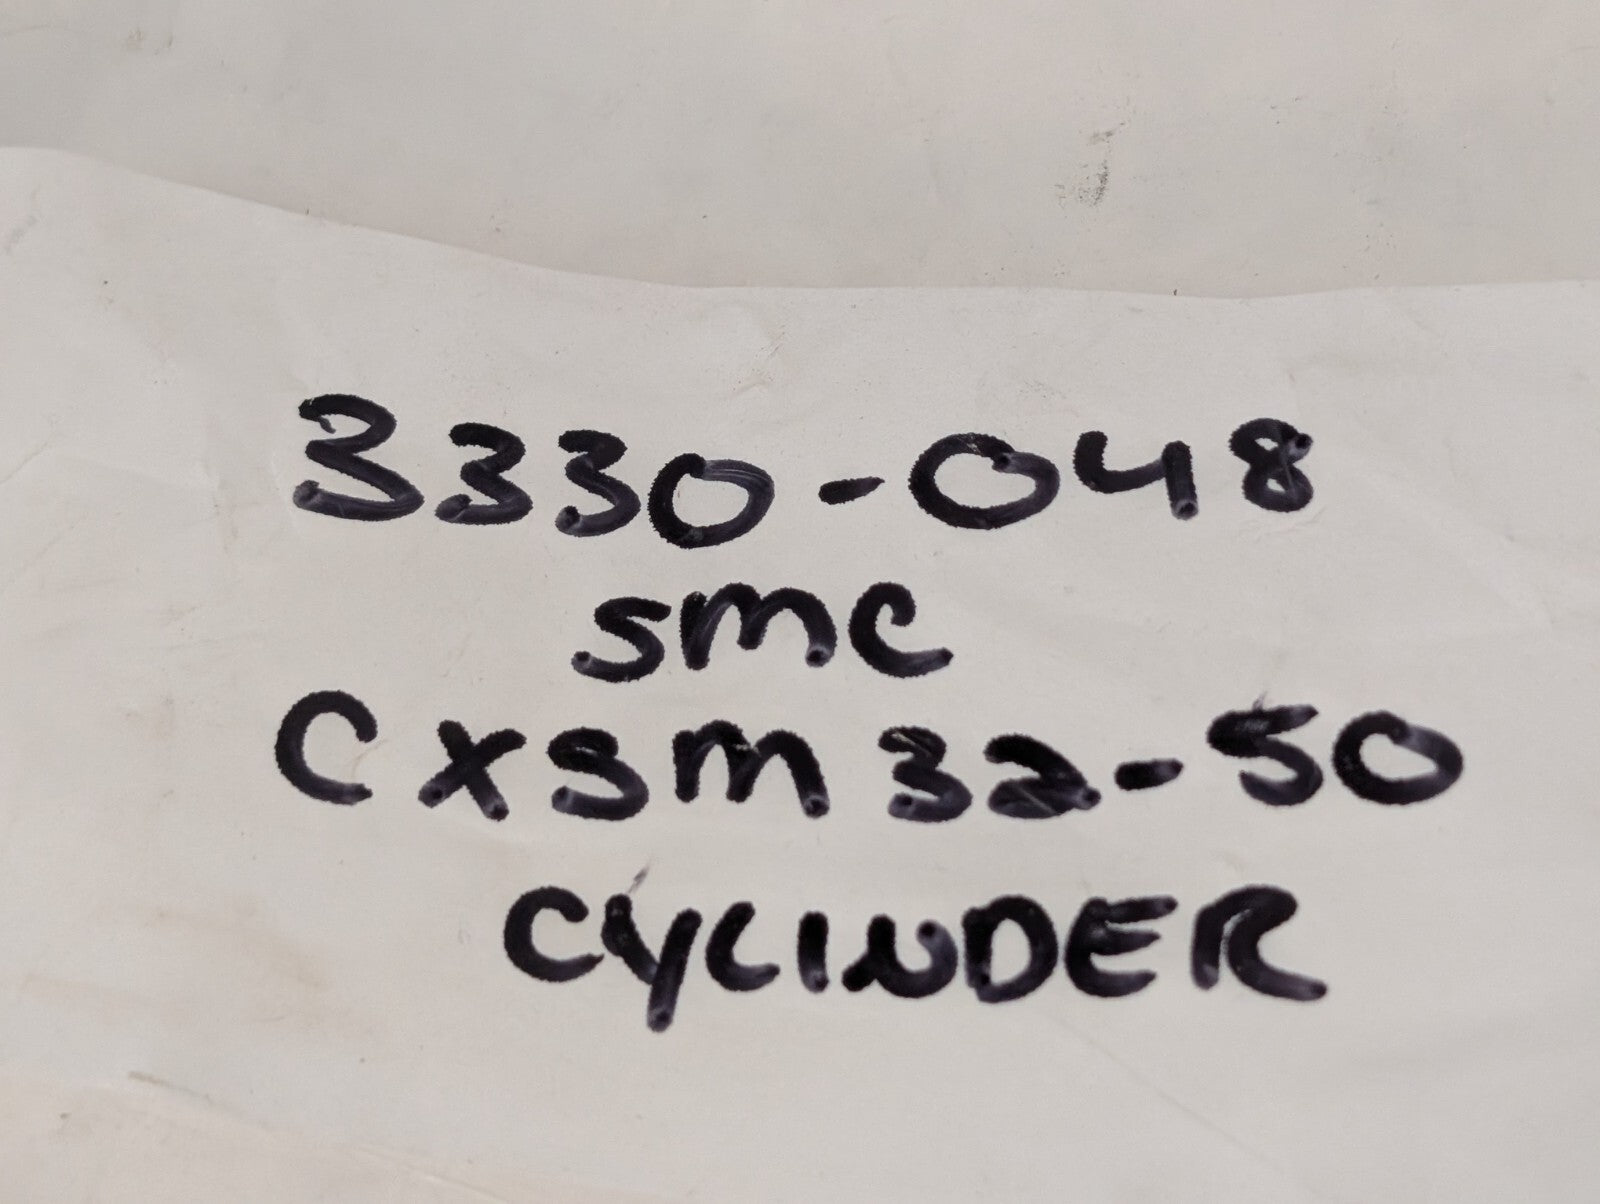 3330-048
SMC
CXSM32-50
CYLINDER